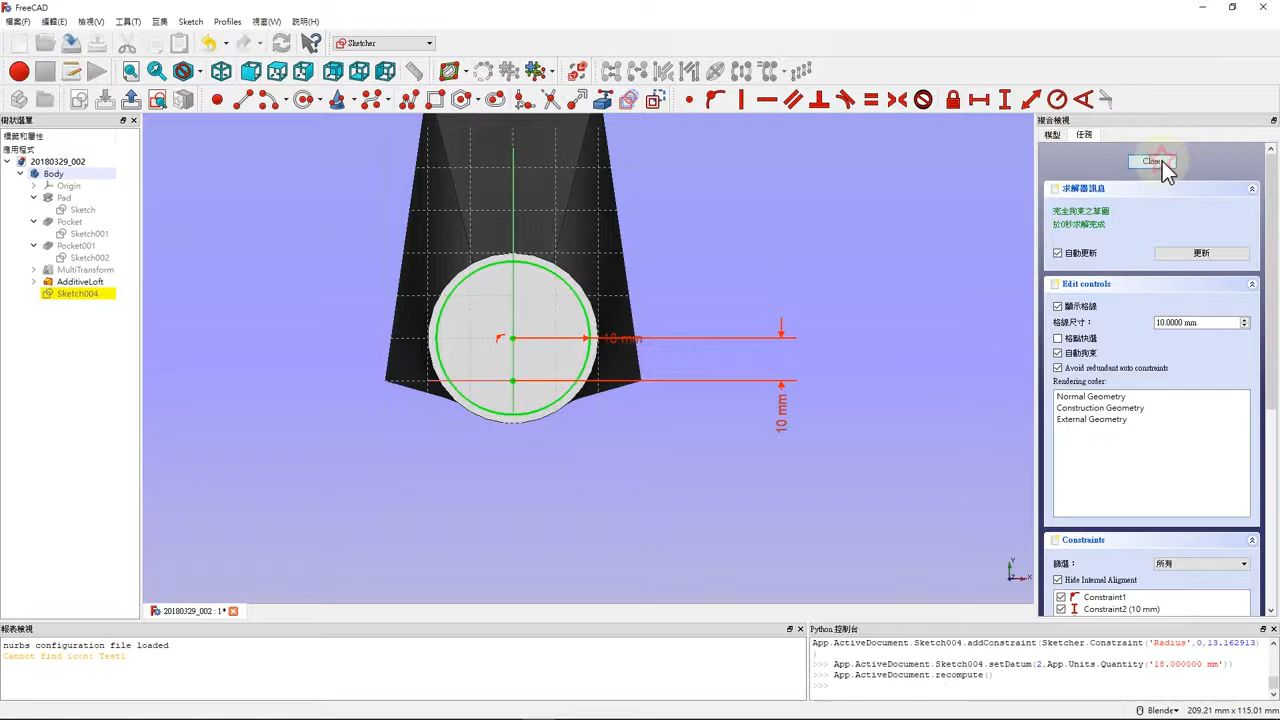 FreeCAD
檔案(F) 編輯(E) 檢視(V) 工具(T) 巨集 Sketch Profiles 視窗(W) 說明(H)
Sketcher
樹狀選單
複合檢視
標籤和屬性
模型 任務
應用程式
20180329_002
Close
Body
Origin
求解器訊息
Pad
Sketch
完全拘束之草圖
Pocket
於0秒求解完成
Sketch001
Pocket001
自動更新 更新
Sketch002
MultiTransform
AdditiveLoft
Edit controls
Sketch004
顯示格線
格線尺寸： 10.0000 mm
格點快選
18 mm
自動拘束
Avoid redundant auto constraints
Rendering order:
Normal Geometry
Construction Geometry
External Geometry
10 mm
Constraints
篩選： 所有
Hide Internal Alignment
Constraint1
Constraint2 (10 mm)
Y
Z X
20180329_002 : 1*
報表檢視
Python 控制台
nurbs configuration file loaded
Cannot find icon: Test1
App.ActiveDocument.Sketch004.addConstraint(Sketcher.Constraint('Radius',0,13.162913)
)
>>> App.ActiveDocument.Sketch004.setDatum(2,App.Units.Quantity('18.000000 mm'))
>>> App.ActiveDocument.recompute()
>>>
Blende 209.21 mm x 115.01 mm